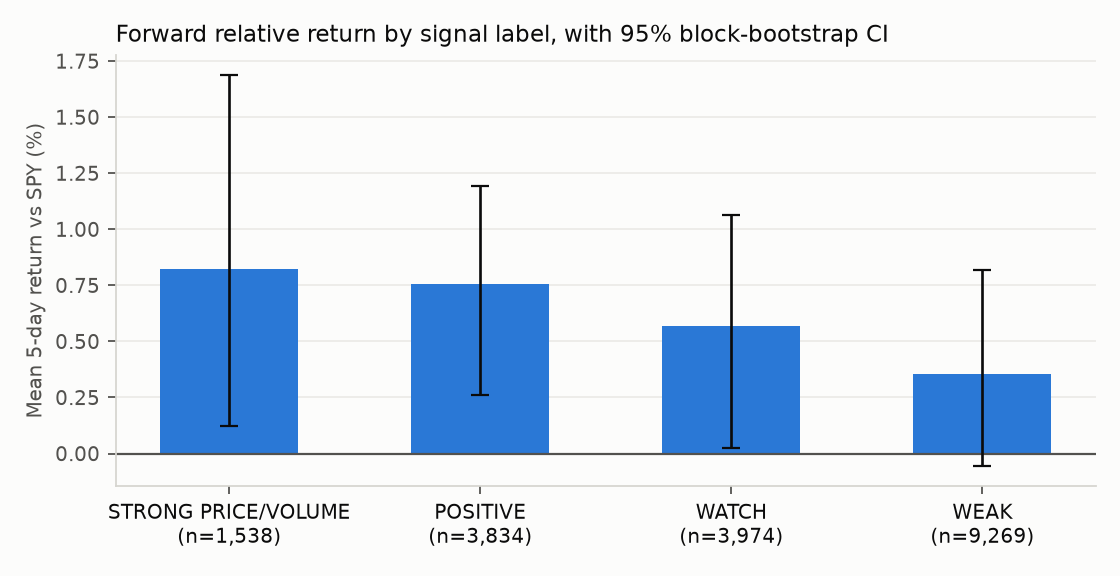 Forward relative return by signal label, with 95% block-bootstrap CI
Mean 5-day return vs SPY (%)
1.75
1.50
1.25
1.00
0.75
0.50
0.25
0.00
STRONG PRICE/VOLUME
(n=1,538)
POSITIVE
(n=3,834)
WATCH
(n=3,974)
WEAK
(n=9,269)